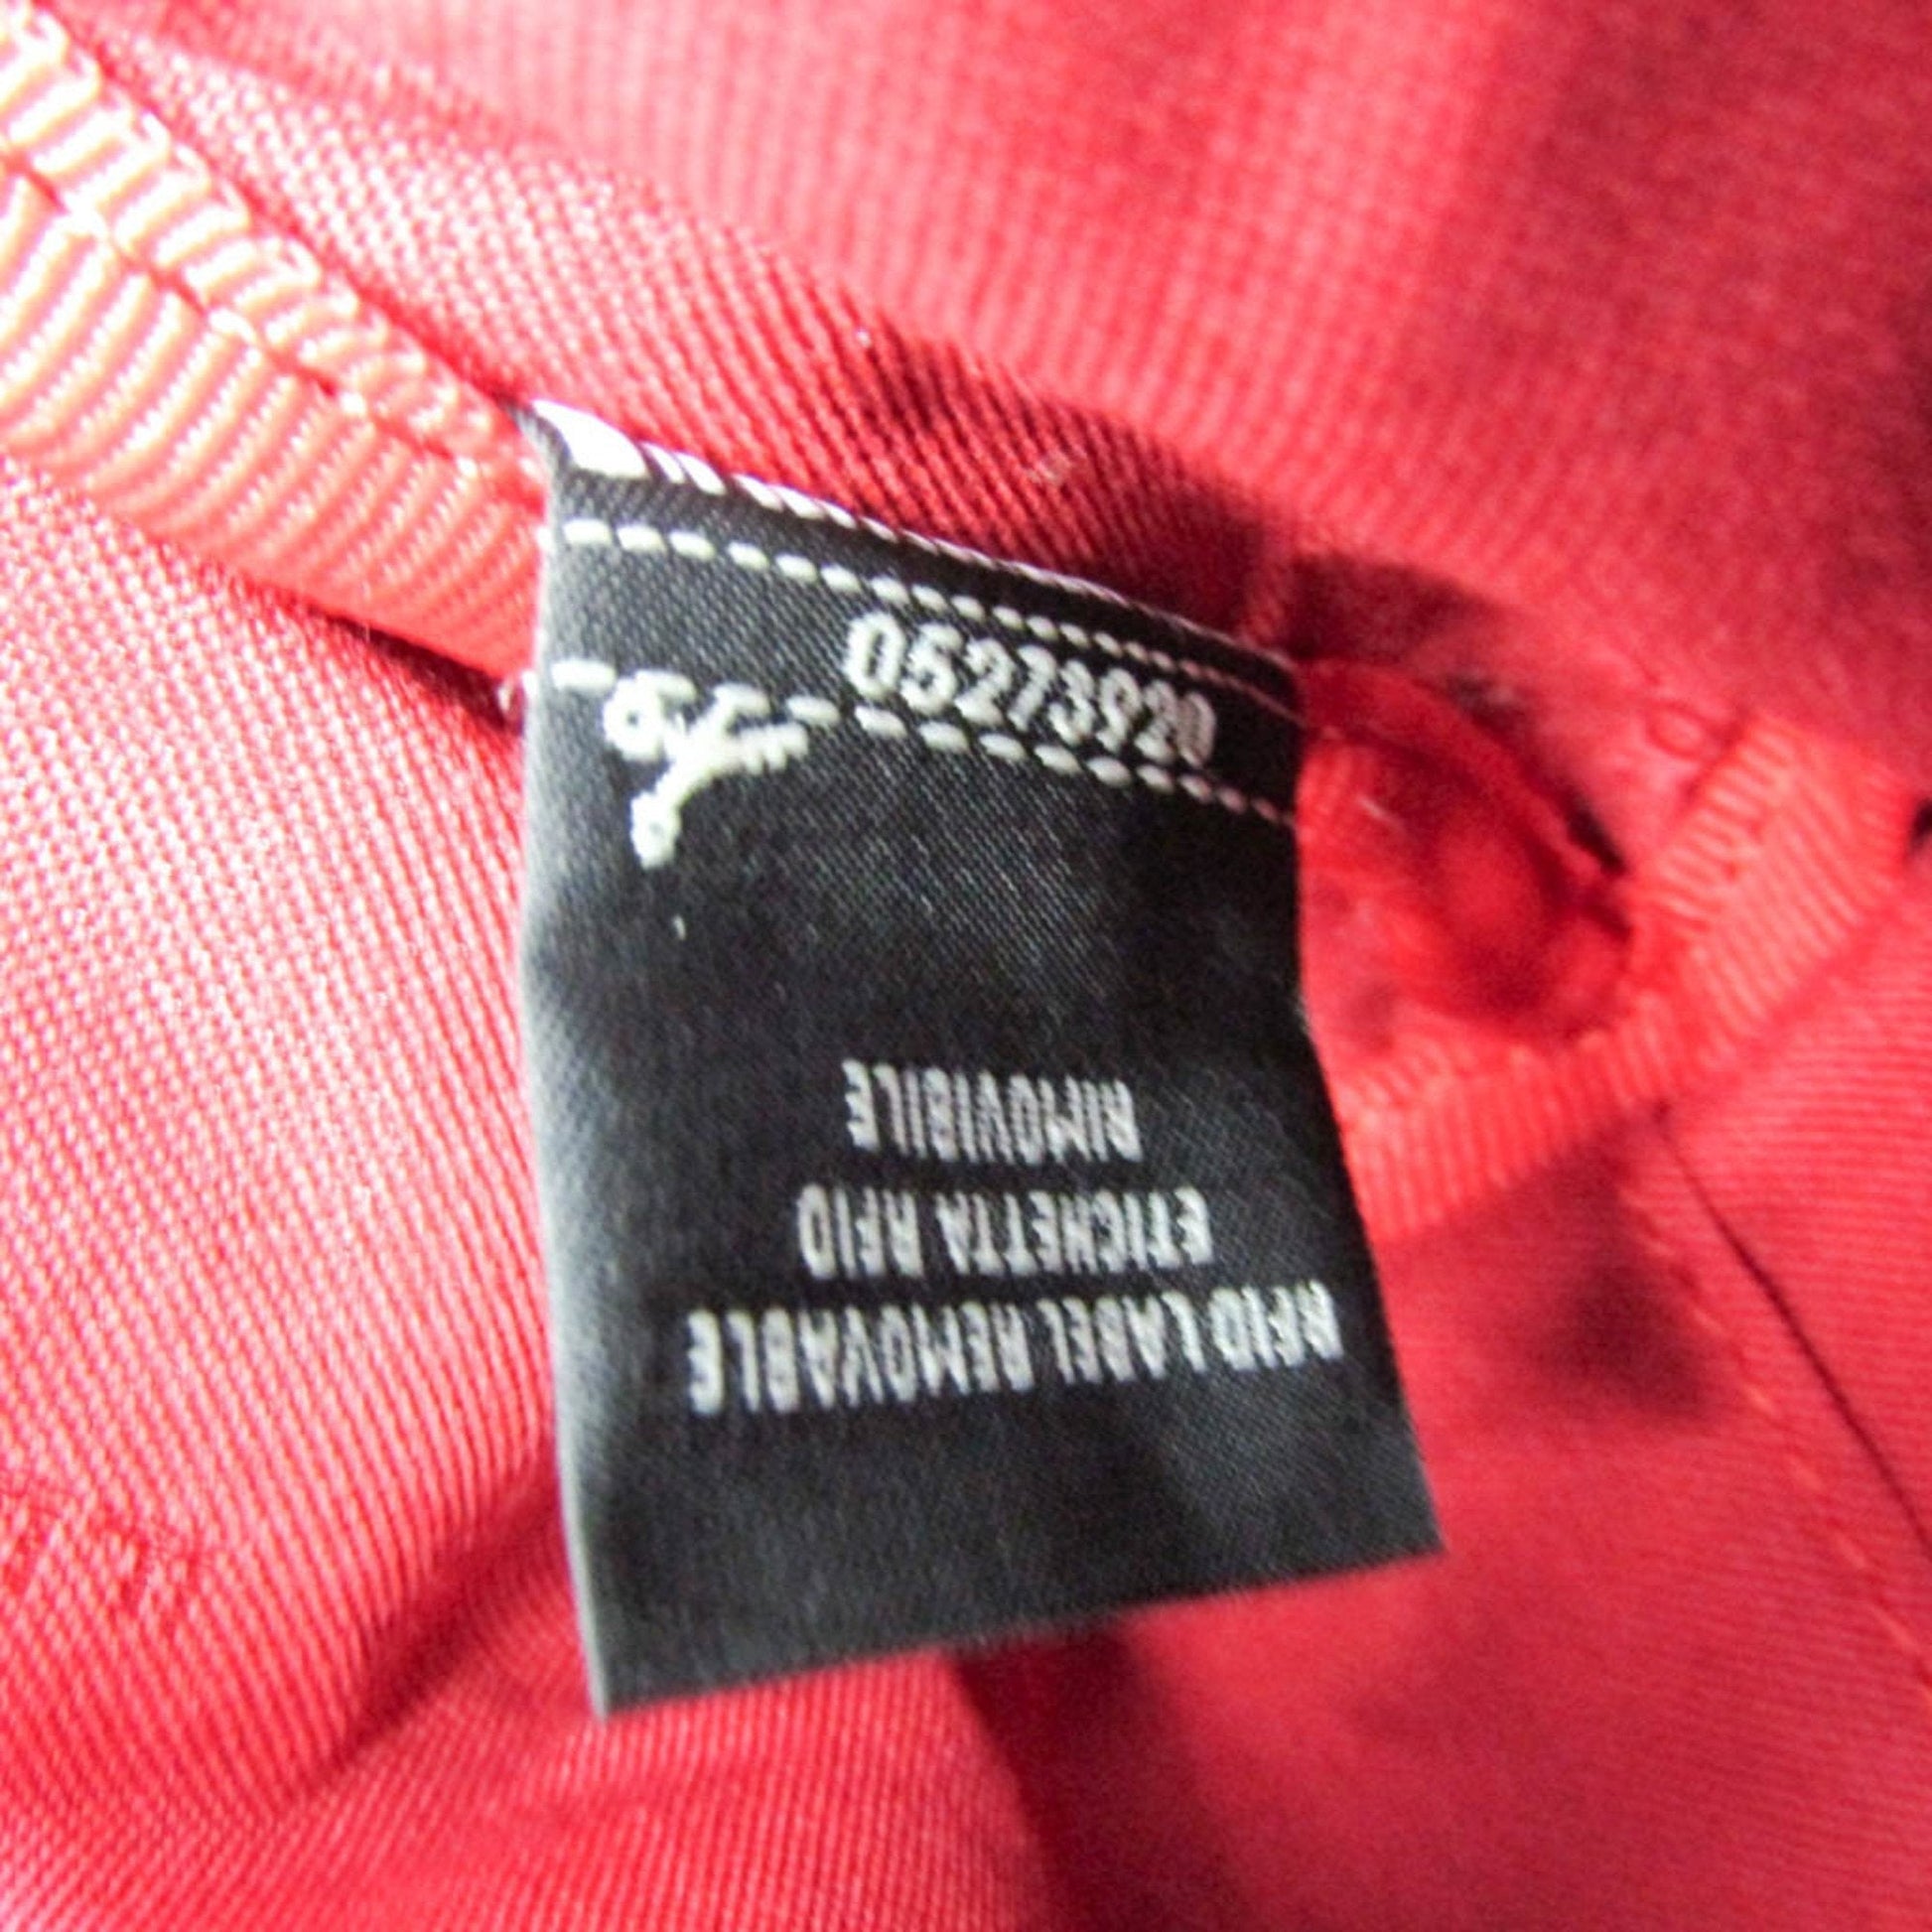 05273920
RFID LABEL REMOVABLE
ETICHETTA RFID
RIMOVIBILE